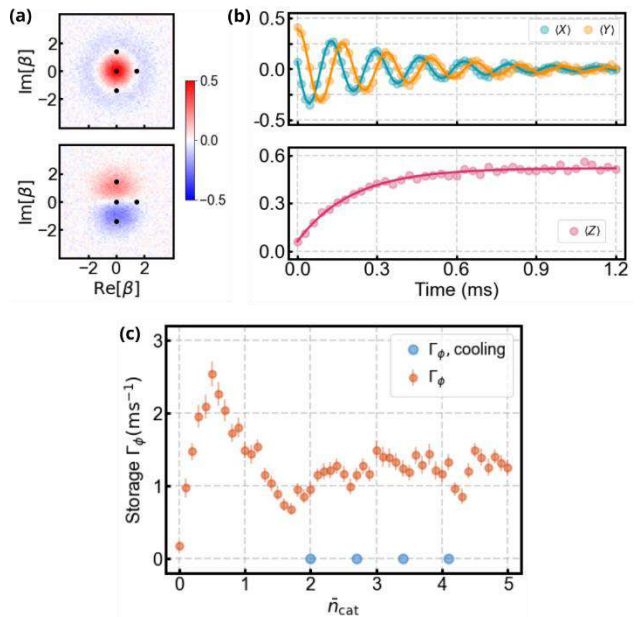 (a)
Im[β]
2
0
−2
0.5
0.0
−0.5
Im[β]
2
0
−2
−2 0 2
Re[β]
(b)
0.5
0.0
-0.5
⟨X⟩ ⟨Y⟩
0.6
0.3
0.0
⟨Z⟩
0.0 0.3 0.6 0.9 1.2
Time (ms)
(c)
Storage Γϕ(ms⁻¹)
3
2
1
0
Γϕ, cooling
Γϕ
0 1 2 3 4 5
n̄cat